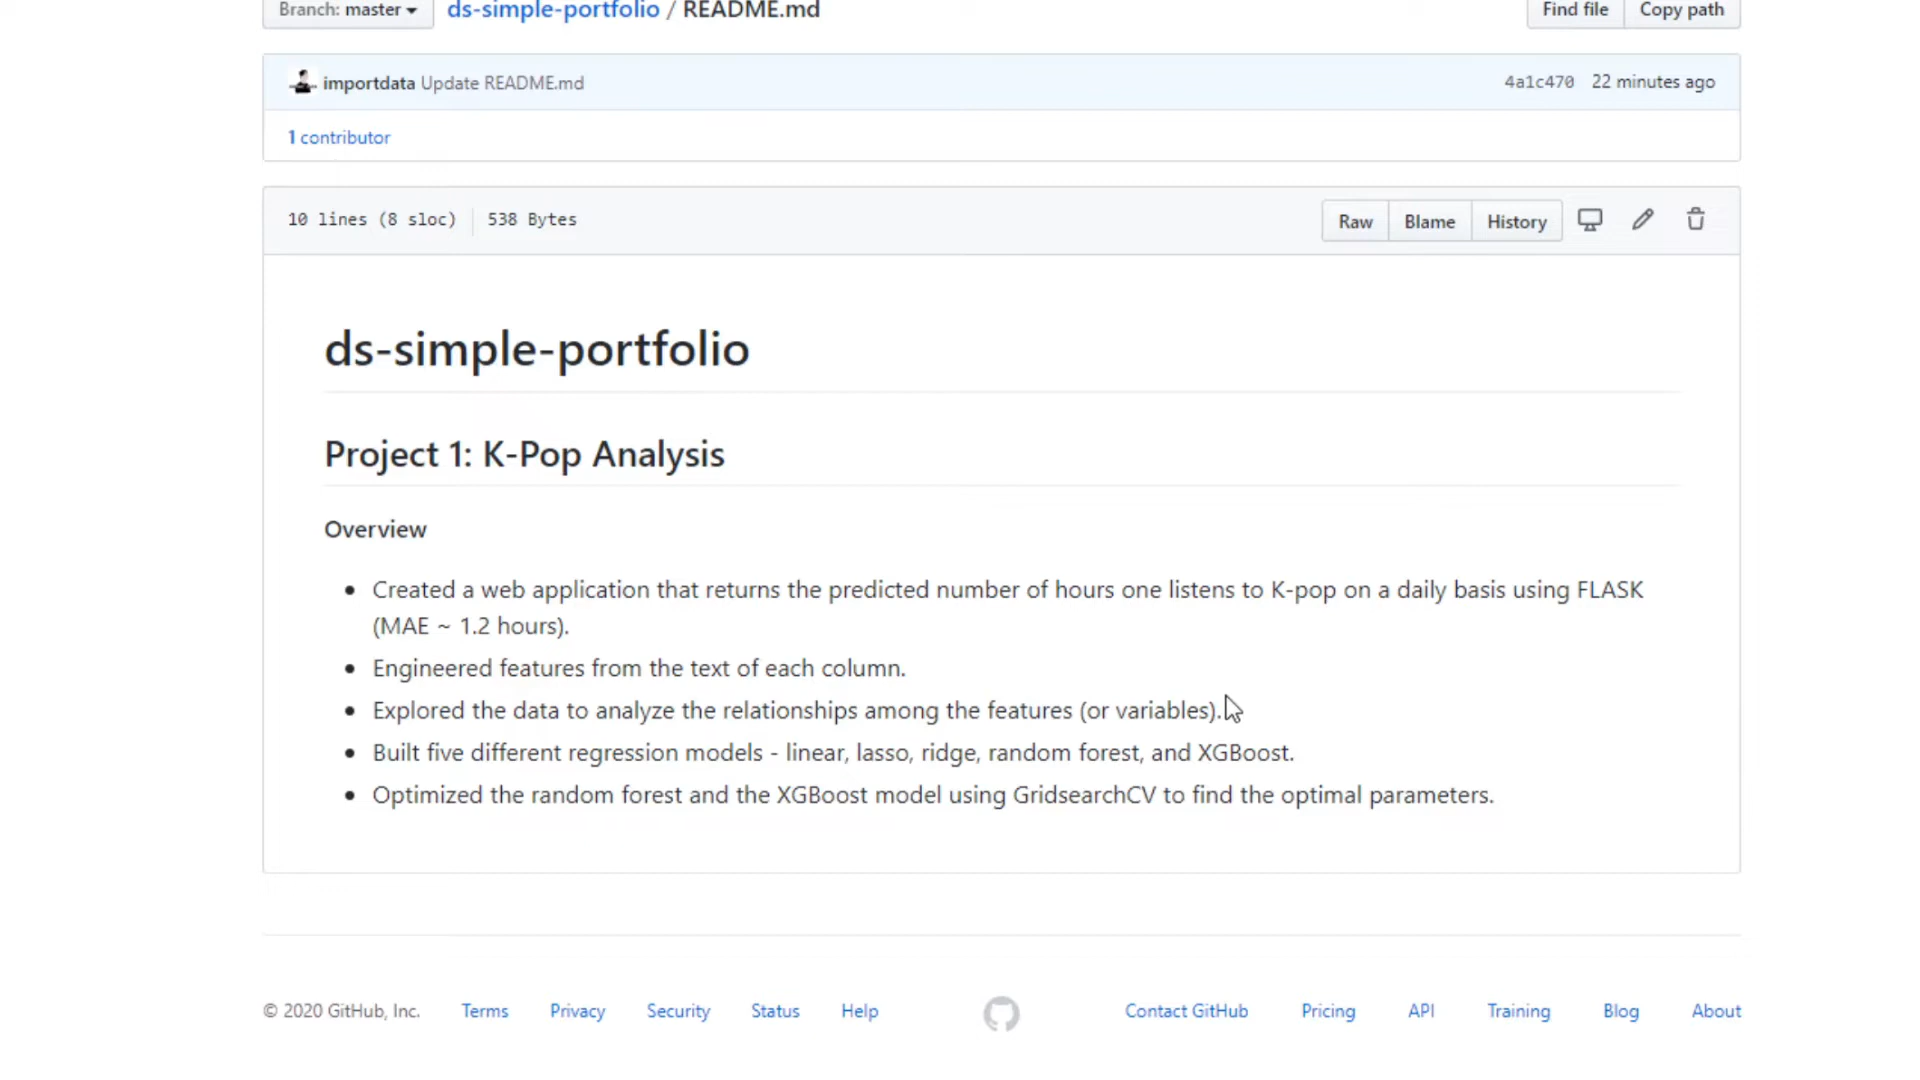 Branch: master
ds-simple-portfolio / README.md
Find file
Copy path
importdata Update README.md
4a1c470 22 minutes ago
1 contributor
10 lines (8 sloc)
538 Bytes
Raw
Blame
History
ds-simple-portfolio
Project 1: K-Pop Analysis
Overview
Created a web application that returns the predicted number of hours one listens to K-pop on a daily basis using FLASK
(MAE ~ 1.2 hours).
Engineered features from the text of each column.
Explored the data to analyze the relationships among the features (or variables).
Built five different regression models - linear, lasso, ridge, random forest, and XGBoost.
Optimized the random forest and the XGBoost model using GridsearchCV to find the optimal parameters.
© 2020 GitHub, Inc.
Terms
Privacy
Security
Status
Help
Contact GitHub
Pricing
API
Training
Blog
About